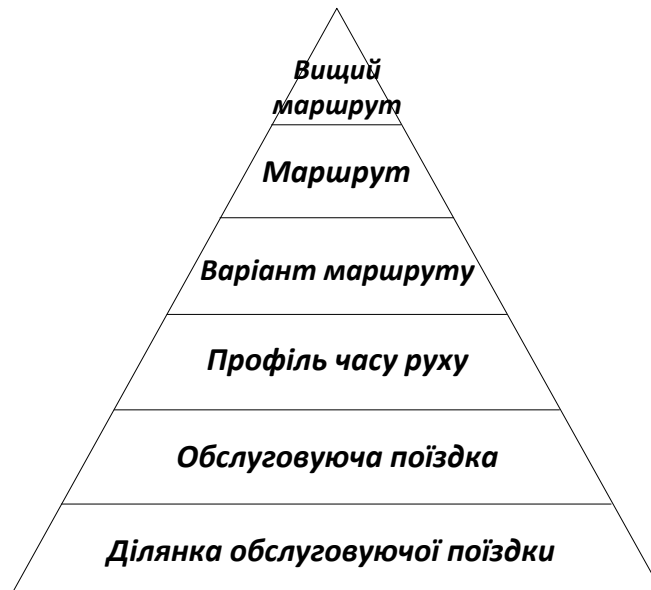 Вищий
маршрут
Маршрут
Варіант маршруту
Профіль часу руху
Обслуговуюча поїздка
Ділянка обслуговуючої поїздки